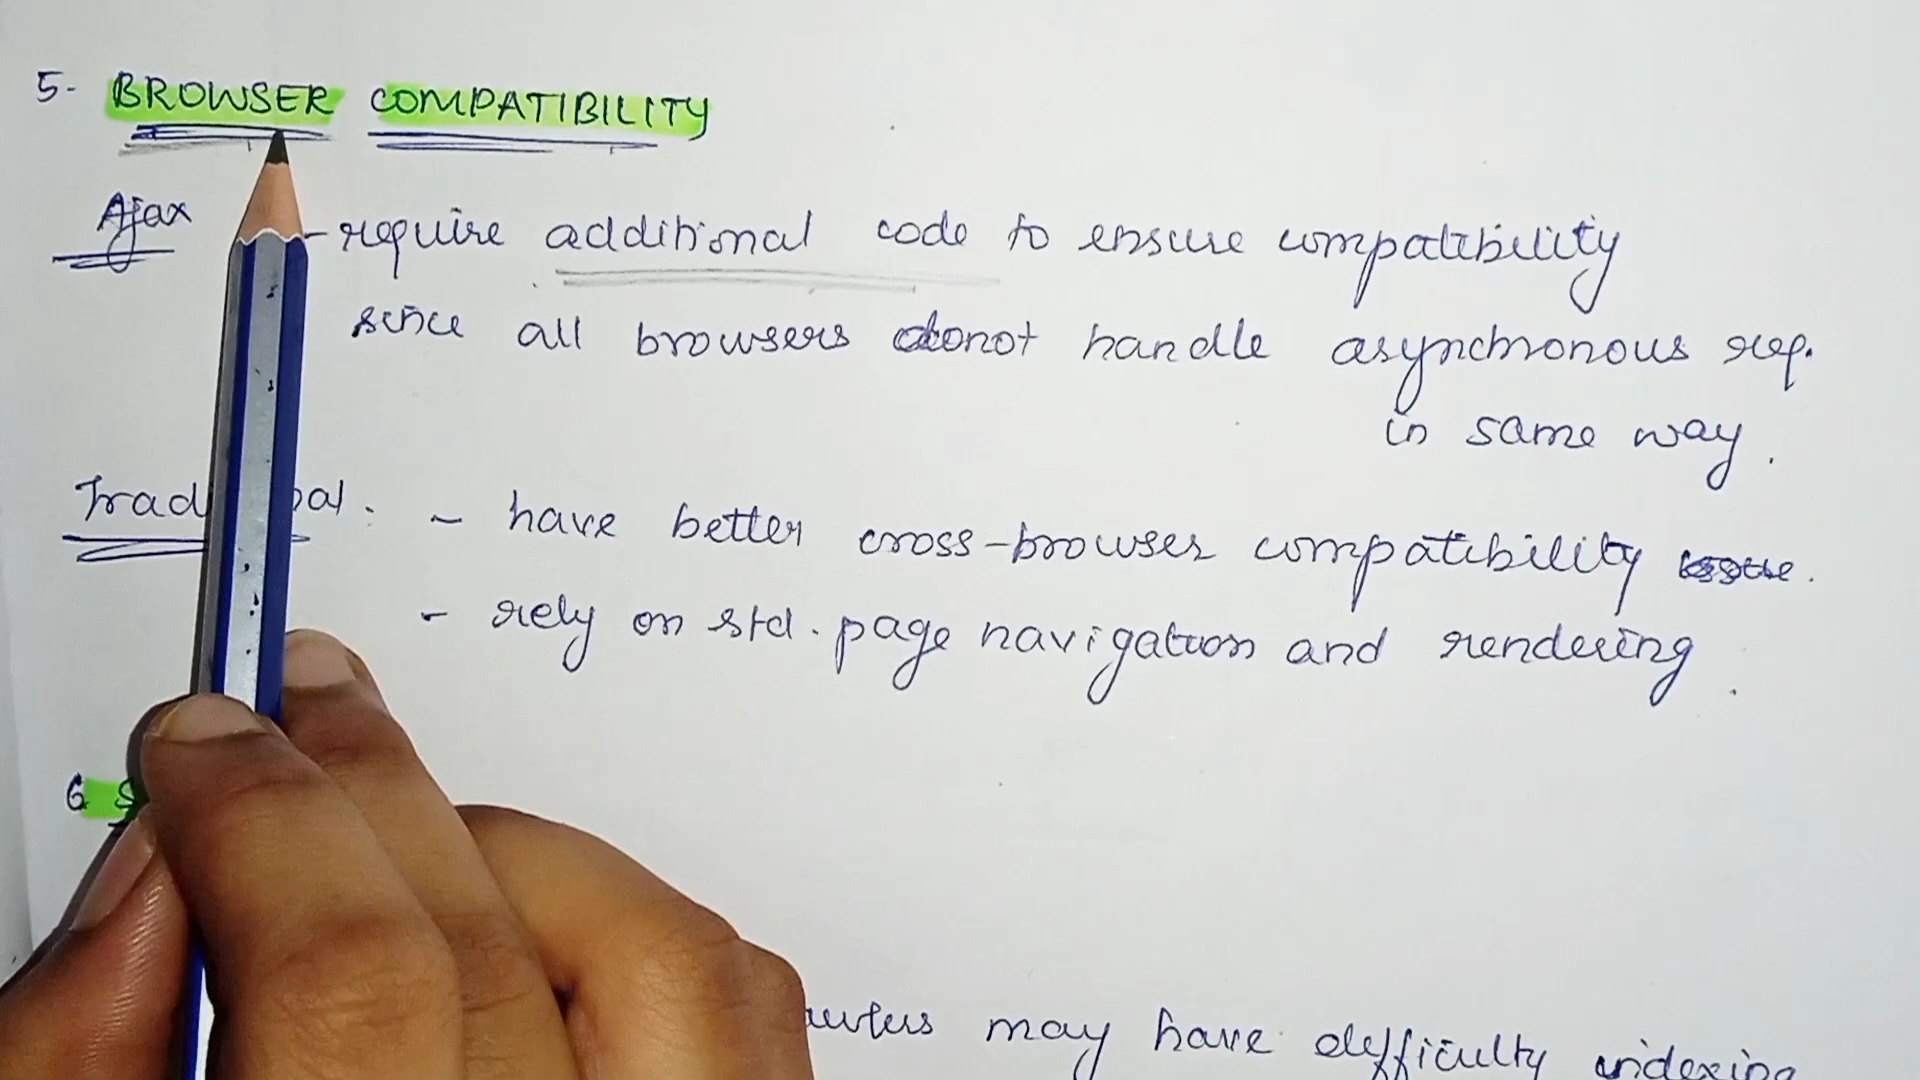 5- BROWSER COMPATIBILITY
Ajax - require additional code to ensure compatibility
since all browsers donot handle asynchronous req.
in same way.
- have better cross-browser compatibility
- rely on std. page navigation and rendering.
6 S
may have difficulty indexing